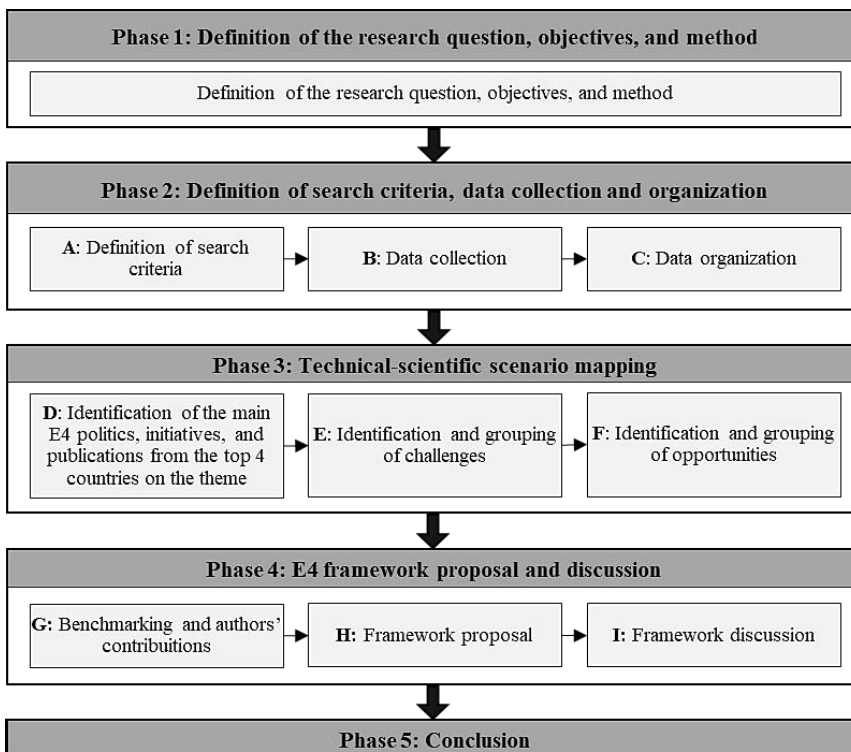 Phase 1: Definition of the research question, objectives, and method
Definition of the research question, objectives, and method
Phase 2: Definition of search criteria, data collection and organization
A: Definition of search
criteria
B: Data collection
C: Data organization
Phase 3: Technical-scientific scenario mapping
D: Identification of the main
E4 politics, initiatives, and
publications from the top 4
countries on the theme
E: Identification and grouping
of challenges
F: Identification and grouping
of opportunities
Phase 4: E4 framework proposal and discussion
G: Benchmarking and authors’
contribuitions
H: Framework proposal
I: Framework discussion
Phase 5: Conclusion